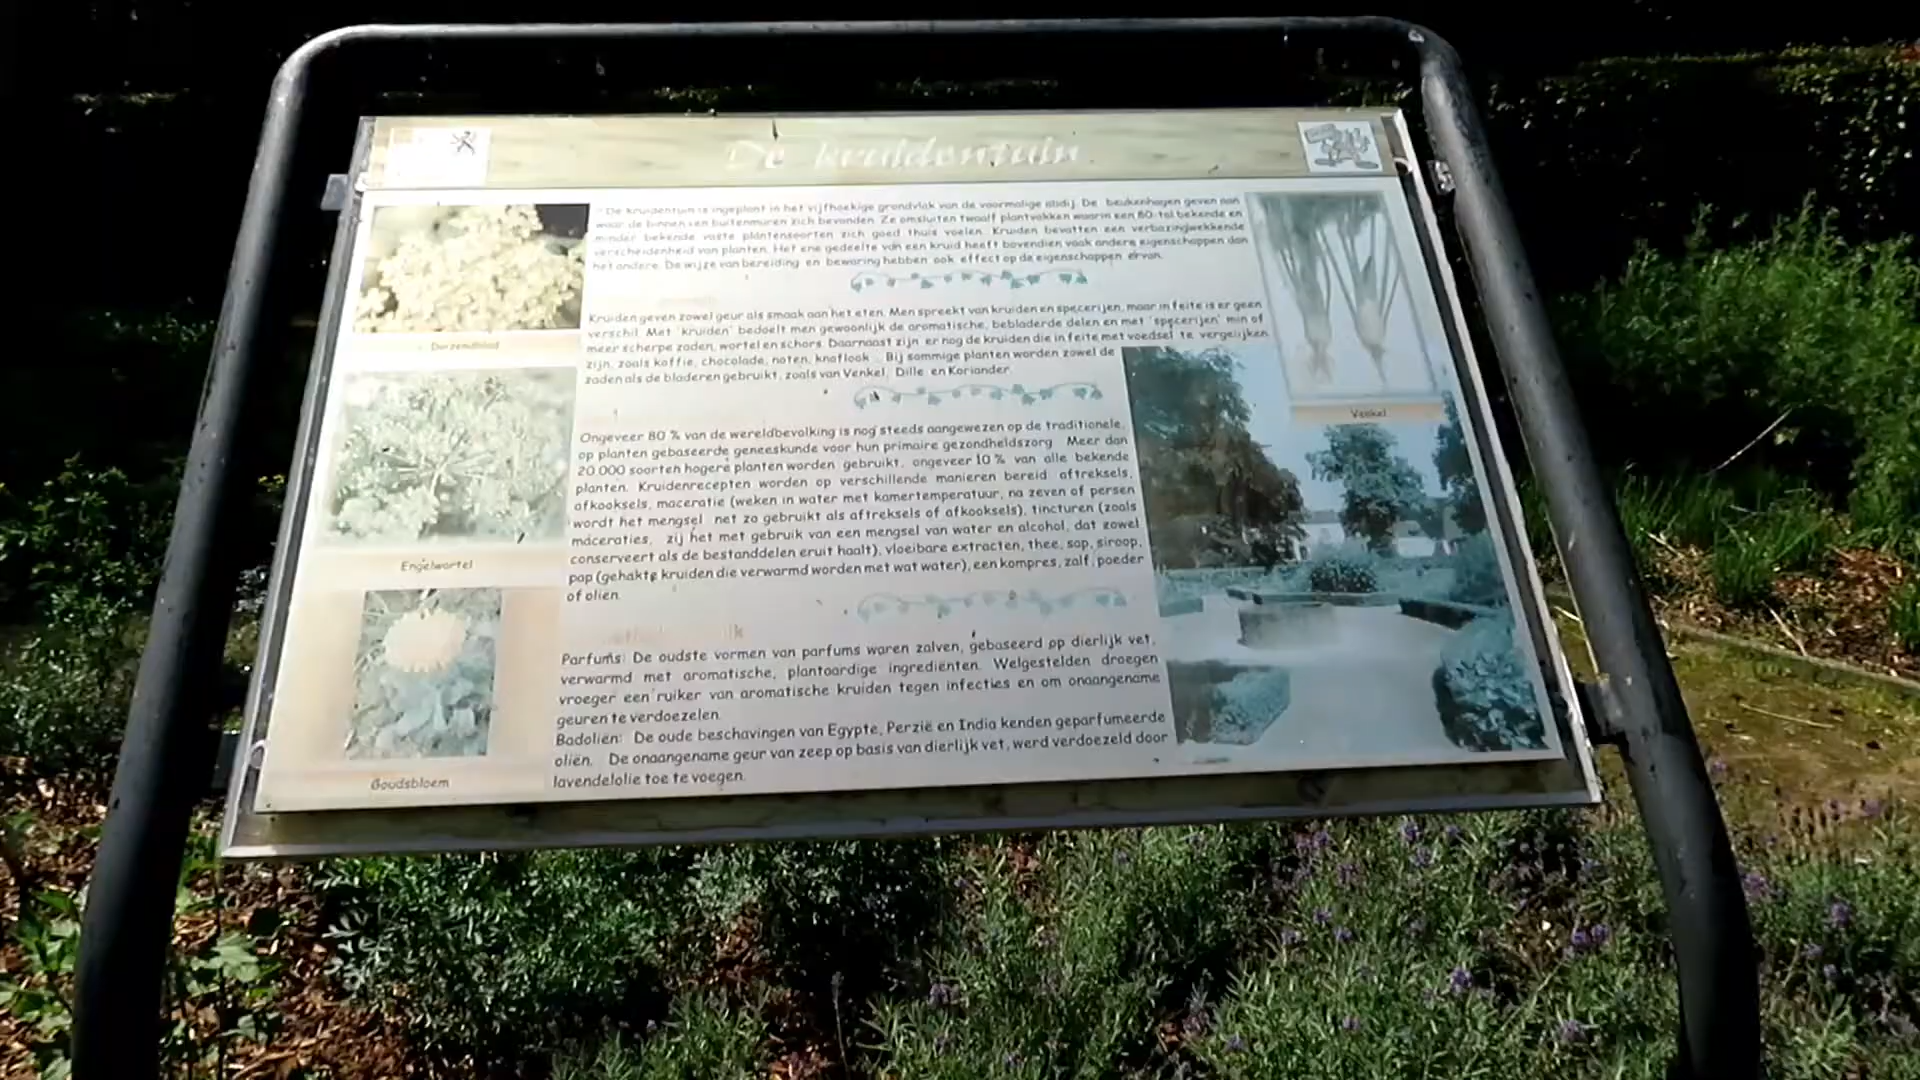 De kruidentuin
De kruidentuin is ingeplant in het vijfhoekige grondvlak van de voormalige abdij. De beukenhagen geven aan
waar de binnen en buitenmuren zich bevonden. Ze omsluiten twaalf plantvakken waarin een 80-tal bekende en
minder bekende vaste plantensoorten zich goed thuis voelen. Kruiden bevatten een verbazingwekkende
verscheidenheid van planten. Het ene gedeelte van een kruid heeft bovendien vaak andere eigenschappen dan
het andere. De wijze van bereiding en bewaring hebben ook effect op de eigenschappen ervan.
Kruiden geven zowel geur als smaak aan het eten. Men spreekt van kruiden en specerijen, maar in feite is er geen
verschil. Met 'kruiden' bedoelt men gewoonlijk de aromatische, bebladerde delen en met 'specerijen' min of
meer scherpe zaden, wortel en schors. Daarnaast zijn er nog de kruiden die in feite met voedsel te vergelijken
zijn, zoals koffie, chocolade, noten, knoflook... Bij sommige planten worden zowel de
zaden als de bladeren gebruikt, zoals van Venkel, Dille en Koriander.
Ongeveer 80 % van de wereldbevolking is nog steeds aangewezen op de traditionele,
op planten gebaseerde geneeskunde voor hun primaire gezondheidszorg. Meer dan
20.000 soorten hogere planten worden gebruikt, ongeveer 10 % van alle bekende
planten. Kruidenrecepten worden op verschillende manieren bereid: aftreksels,
afkooksels, maceratie (weken in water met kamertemperatuur, na zeven of persen
wordt het mengsel net zo gebruikt als aftreksels of afkooksels), tincturen (zoals
maceraties, zij het met gebruik van een mengsel van water en alcohol, dat zowel
conserveert als de bestanddelen eruit haalt), vloeibare extracten, thee, sap, siroop,
pap (gehakte kruiden die verwarmd worden met wat water), een kompres, zalf, poeder
of oliën.
Parfums: De oudste vormen van parfums waren zalven, gebaseerd op dierlijk vet,
verwarmd met aromatische, plantaardige ingrediënten. Welgestelden droegen
vroeger een ruiker van aromatische kruiden tegen infecties en om onaangename
geuren te verdoezelen.
Badoliën: De oude beschavingen van Egypte, Perzië en India kenden geparfumeerde
oliën. De onaangename geur van zeep op basis van dierlijk vet, werd verdoezeld door
lavendelolie toe te voegen.
Duizendblad
Engelwortel
Goudsbloem
Venkel